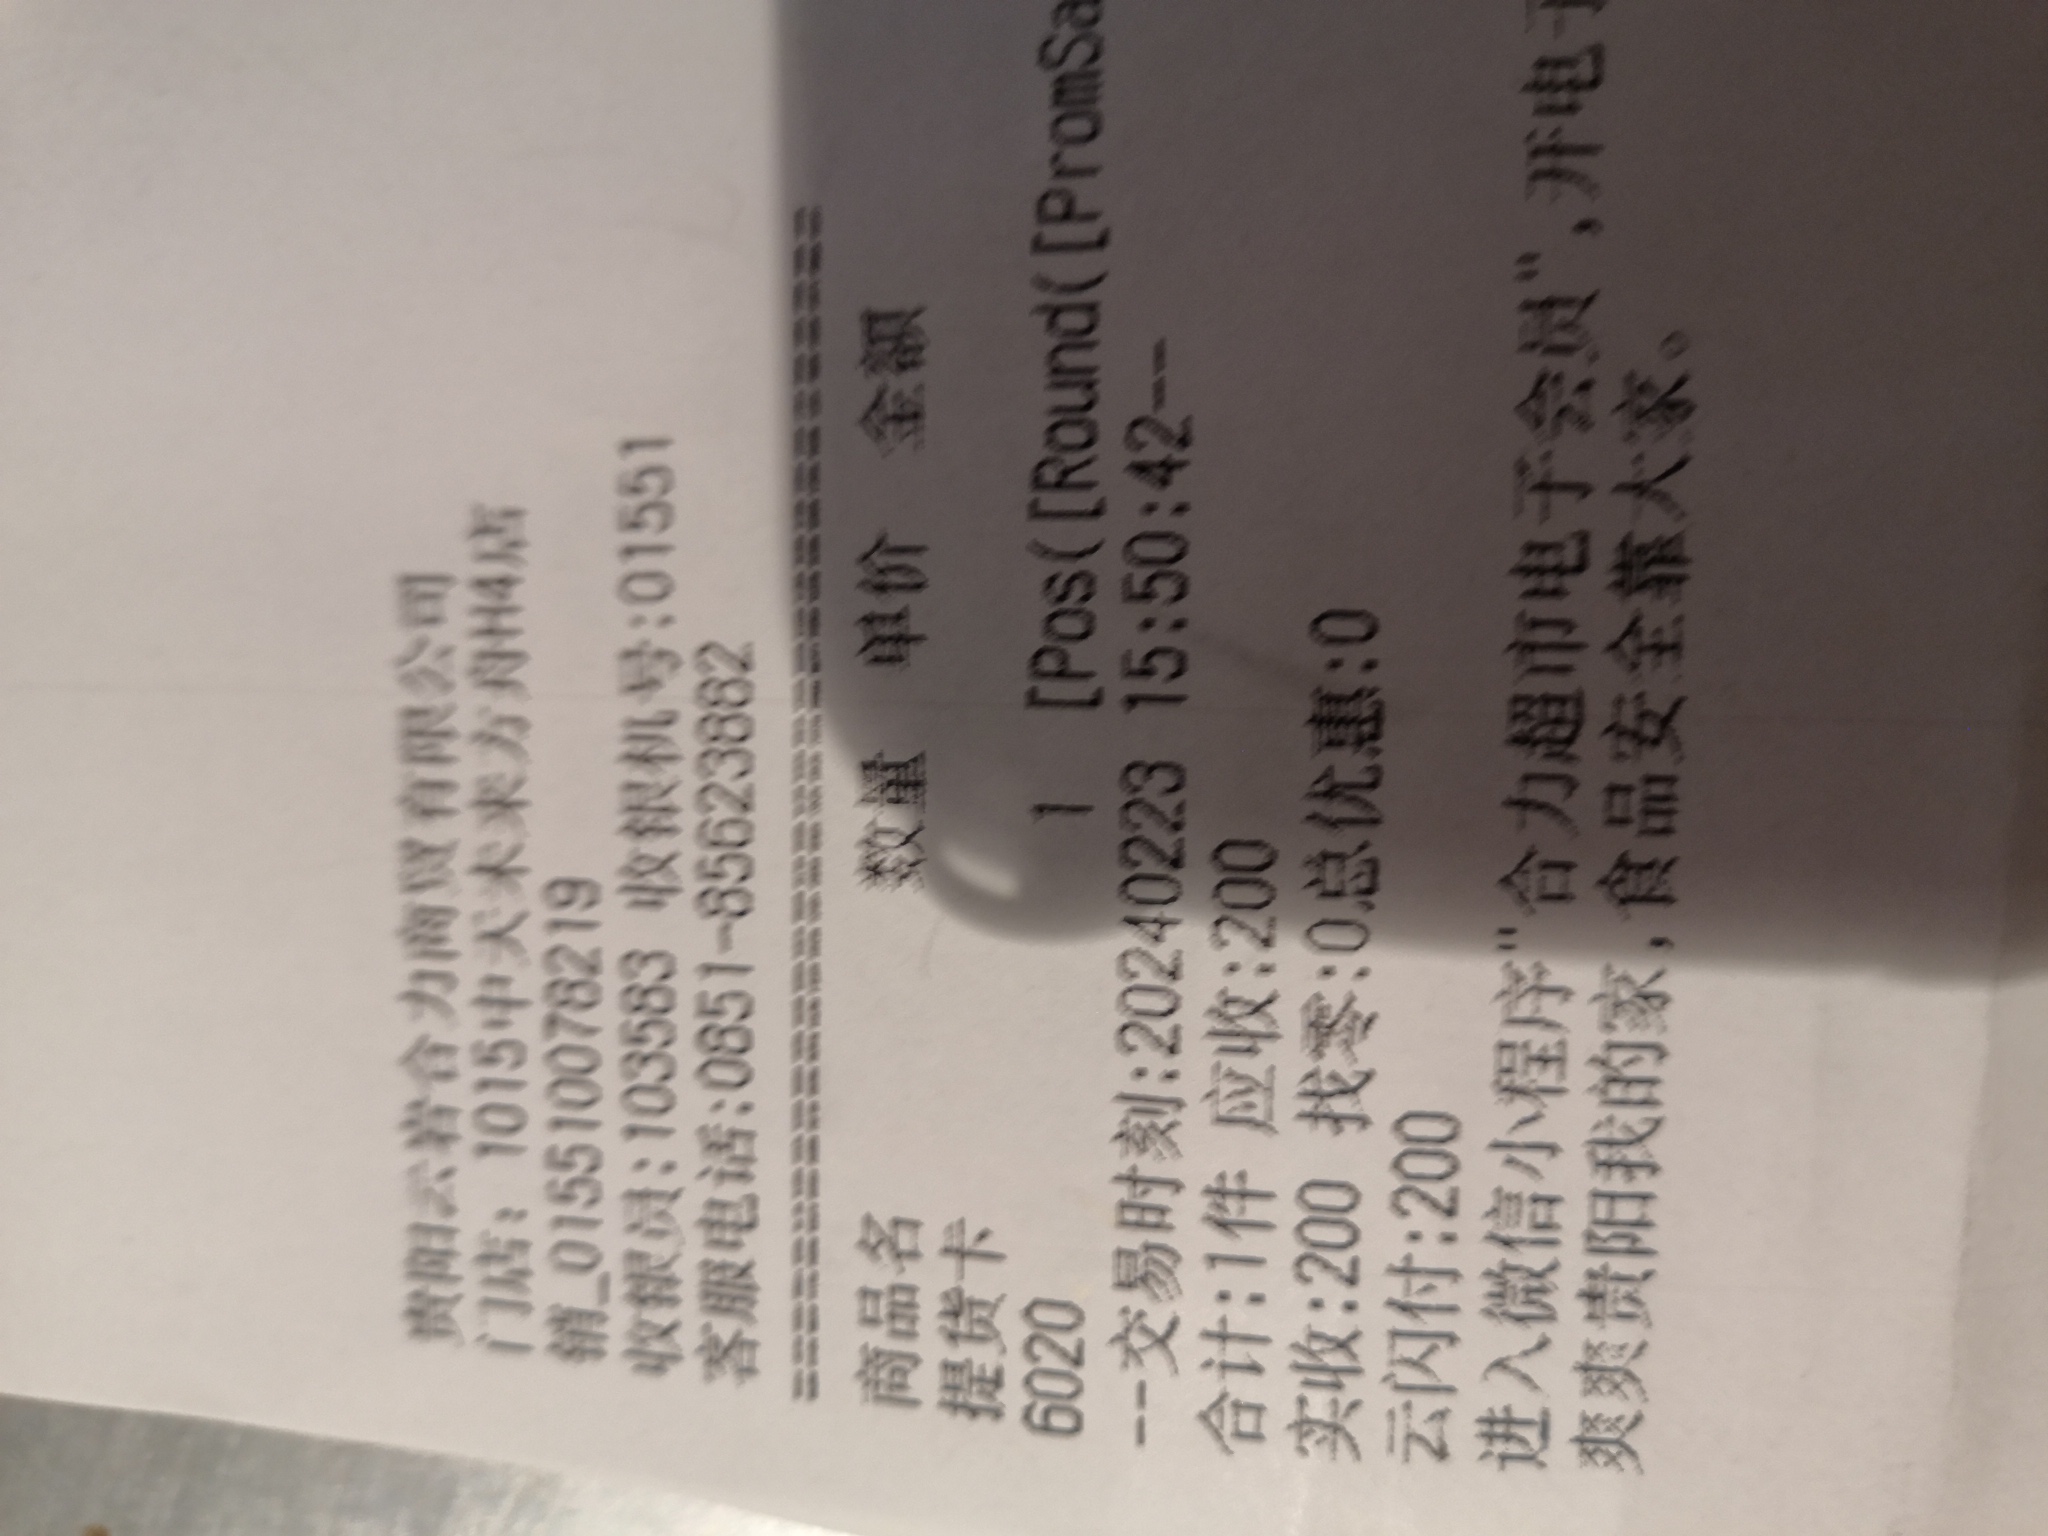 贵阳云岩合力商贸有限公司
门店: 1015中天未来方舟H4店
销_0155100782219
收银员:103583 收银机号:01551
客服电话:0851-85623882
商品名 数量 单价 金额
提货卡
6020 1 [Pos([Round([PromSa
--交易时刻:20240223 15:50:42--
合计:1件 应收:200
实收:200 找零:0总优惠:0
云闪付:200
进入微信小程序"合力超市电子会员",开电子
爽爽贵阳我的家,食品安全靠大家。